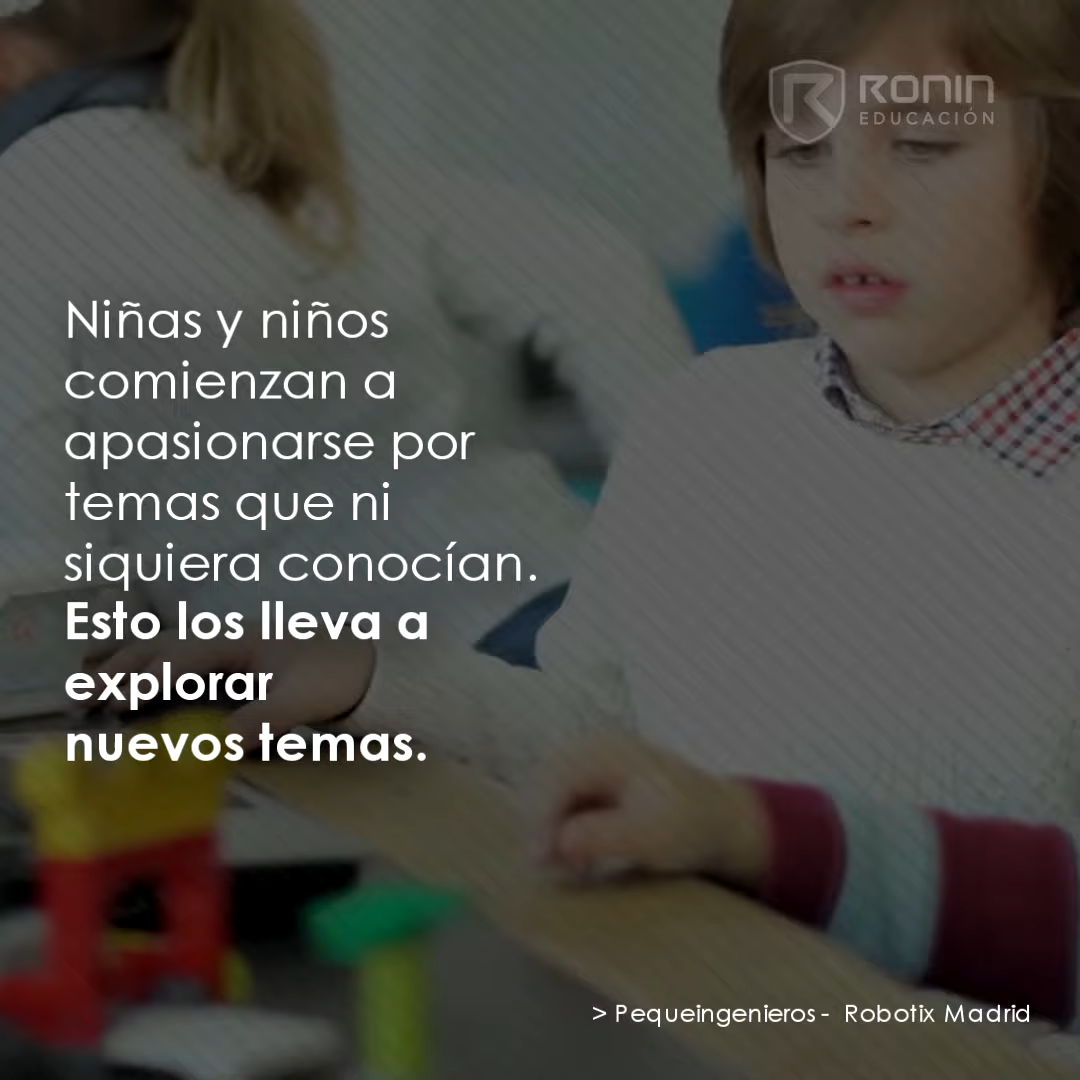 RONIN
EDUCACIÓN
Niñas y niños
comienzan a
apasionarse por
temas que ni
siquiera conocían.
Esto los lleva a
explorar
nuevos temas.
> Pequeingenieros - Robotix Madrid